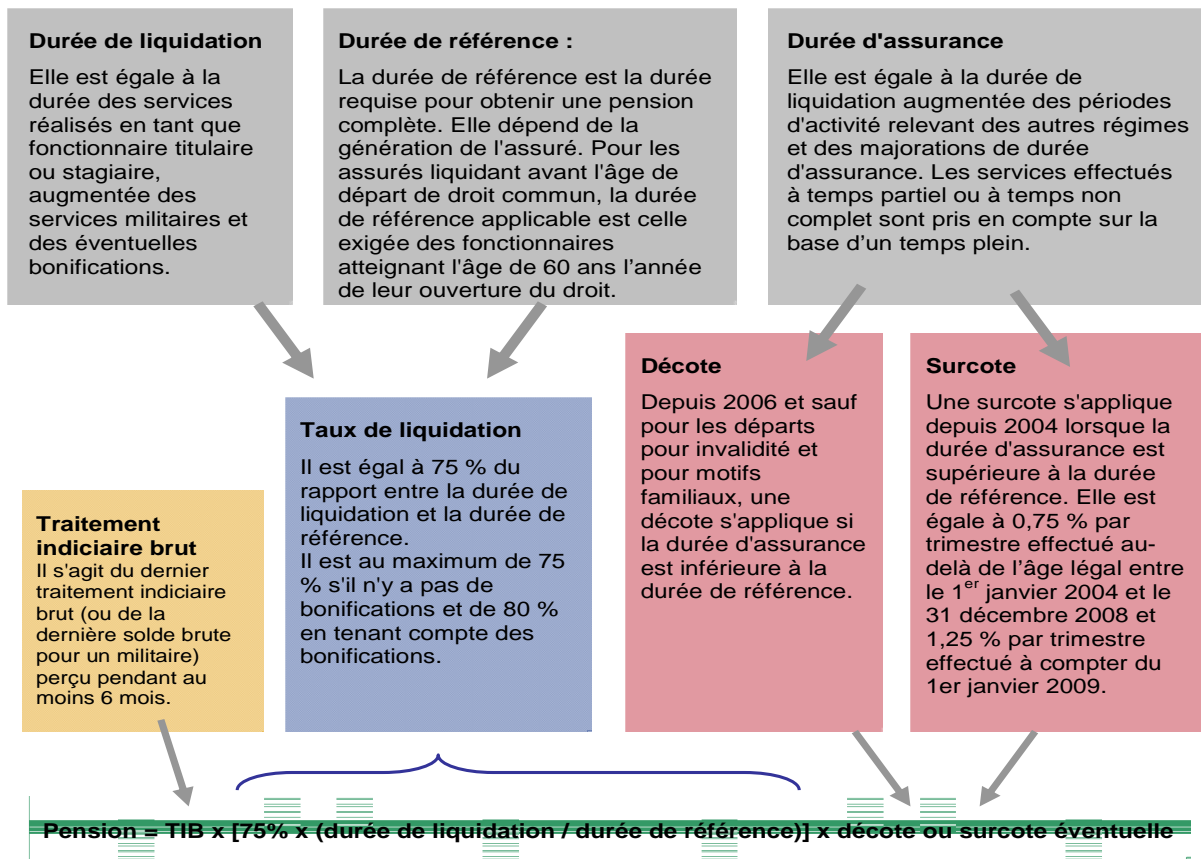 Durée de liquidation
Elle est égale à la
durée des services
réalisés en tant que
fonctionnaire titulaire
ou stagiaire,
augmentée des
services militaires et
des éventuelles
bonifications.
Durée de référence :
La durée de référence est la durée
requise pour obtenir une pension
complète. Elle dépend de la
génération de l'assuré. Pour les
assurés liquidant avant l'âge de
départ de droit commun, la durée
de référence applicable est celle
exigée des fonctionnaires
atteignant l'âge de 60 ans l’année
de leur ouverture du droit.
Durée d'assurance
Elle est égale à la durée de
liquidation augmentée des périodes
d'activité relevant des autres régimes
et des majorations de durée
d'assurance. Les services effectués
à temps partiel ou à temps non
complet sont pris en compte sur la
base d’un temps plein.
Traitement
indiciaire brut
Il s'agit du dernier
traitement indiciaire
brut (ou de la
dernière solde brute
pour un militaire)
perçu pendant au
moins 6 mois.
Taux de liquidation
Il est égal à 75 % du
rapport entre la durée de
liquidation et la durée de
référence.
Il est au maximum de 75
% s'il n'y a pas de
bonifications et de 80 %
en tenant compte des
bonifications.
Décote
Depuis 2006 et sauf
pour les départs
pour invalidité et
pour motifs
familiaux, une
décote s'applique si
la durée d'assurance
est inférieure à la
durée de référence.
Surcote
Une surcote s'applique
depuis 2004 lorsque la
durée d'assurance est
supérieure à la durée
de référence. Elle est
égale à 0,75 % par
trimestre effectué au-
delà de l’âge légal entre
le 1er janvier 2004 et le
31 décembre 2008 et
1,25 % par trimestre
effectué à compter du
1er janvier 2009.
Pension = TIB x [75% x (durée de liquidation / durée de référence)] x décote ou surcote éventuelle